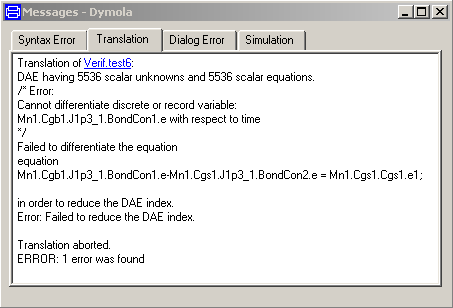 Messages - Dymola
Syntax Error Translation Dialog Error Simulation
Translation of Verif.test6:
DAE having 5536 scalar unknowns and 5536 scalar equations.
/* Error:
Cannot differentiate discrete or record variable:
Mn1.Cgb1.J1p3_1.BondCon1.e with respect to time
*/
Failed to differentiate the equation
equation
Mn1.Cgb1.J1p3_1.BondCon1.e-Mn1.Cgs1.J1p3_1.BondCon2.e = Mn1.Cgs1.Cgs1.e1;
in order to reduce the DAE index.
Error: Failed to reduce the DAE index.
Translation aborted.
ERROR: 1 error was found